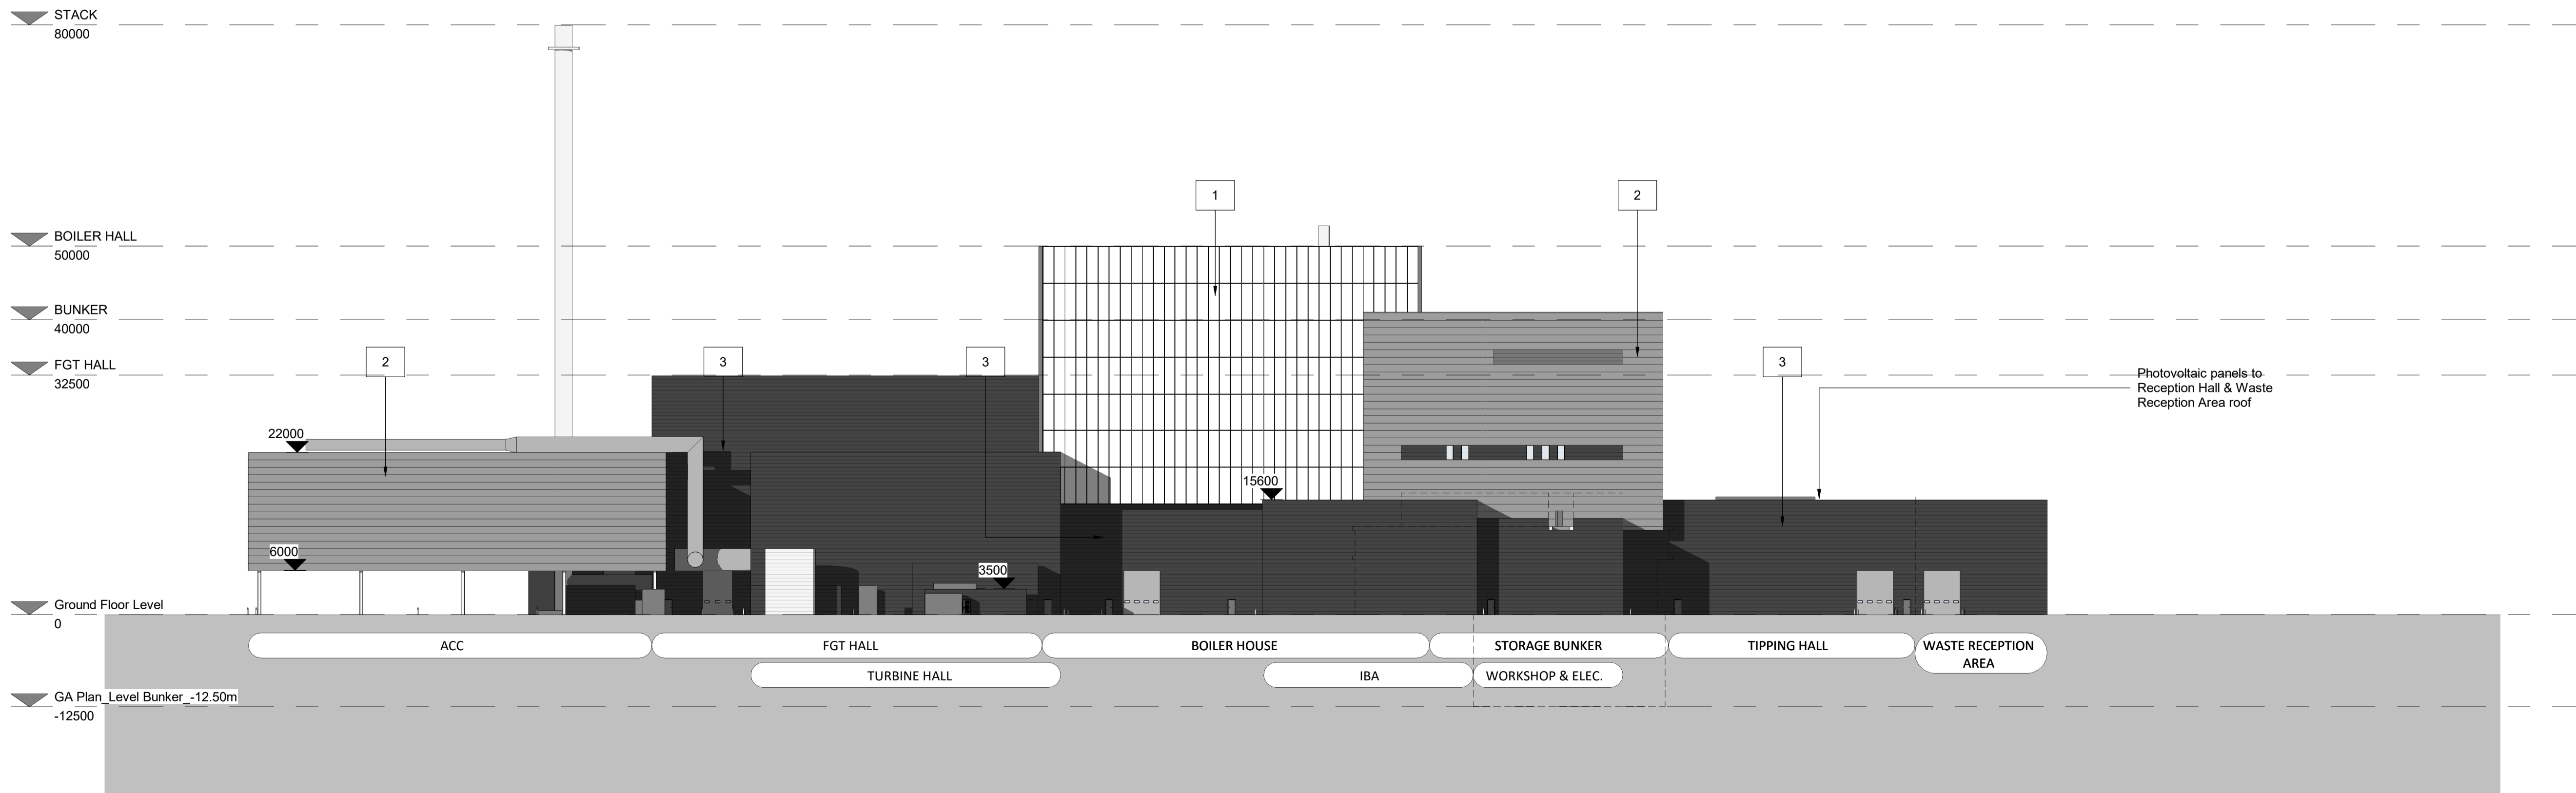 STACK
80000
1
2
BOILER HALL
50000
BUNKER
40000
FGT HALL
32500
2
3
3
3
Photovoltaic panels to
Reception Hall & Waste
Reception Area roof
22000
15600
6000
3500
Ground Floor Level
0
ACC
FGT HALL
BOILER HOUSE
STORAGE BUNKER
TIPPING HALL
WASTE RECEPTION
AREA
TURBINE HALL
IBA
WORKSHOP & ELEC.
GA Plan_Level Bunker_-12.50m
-12500